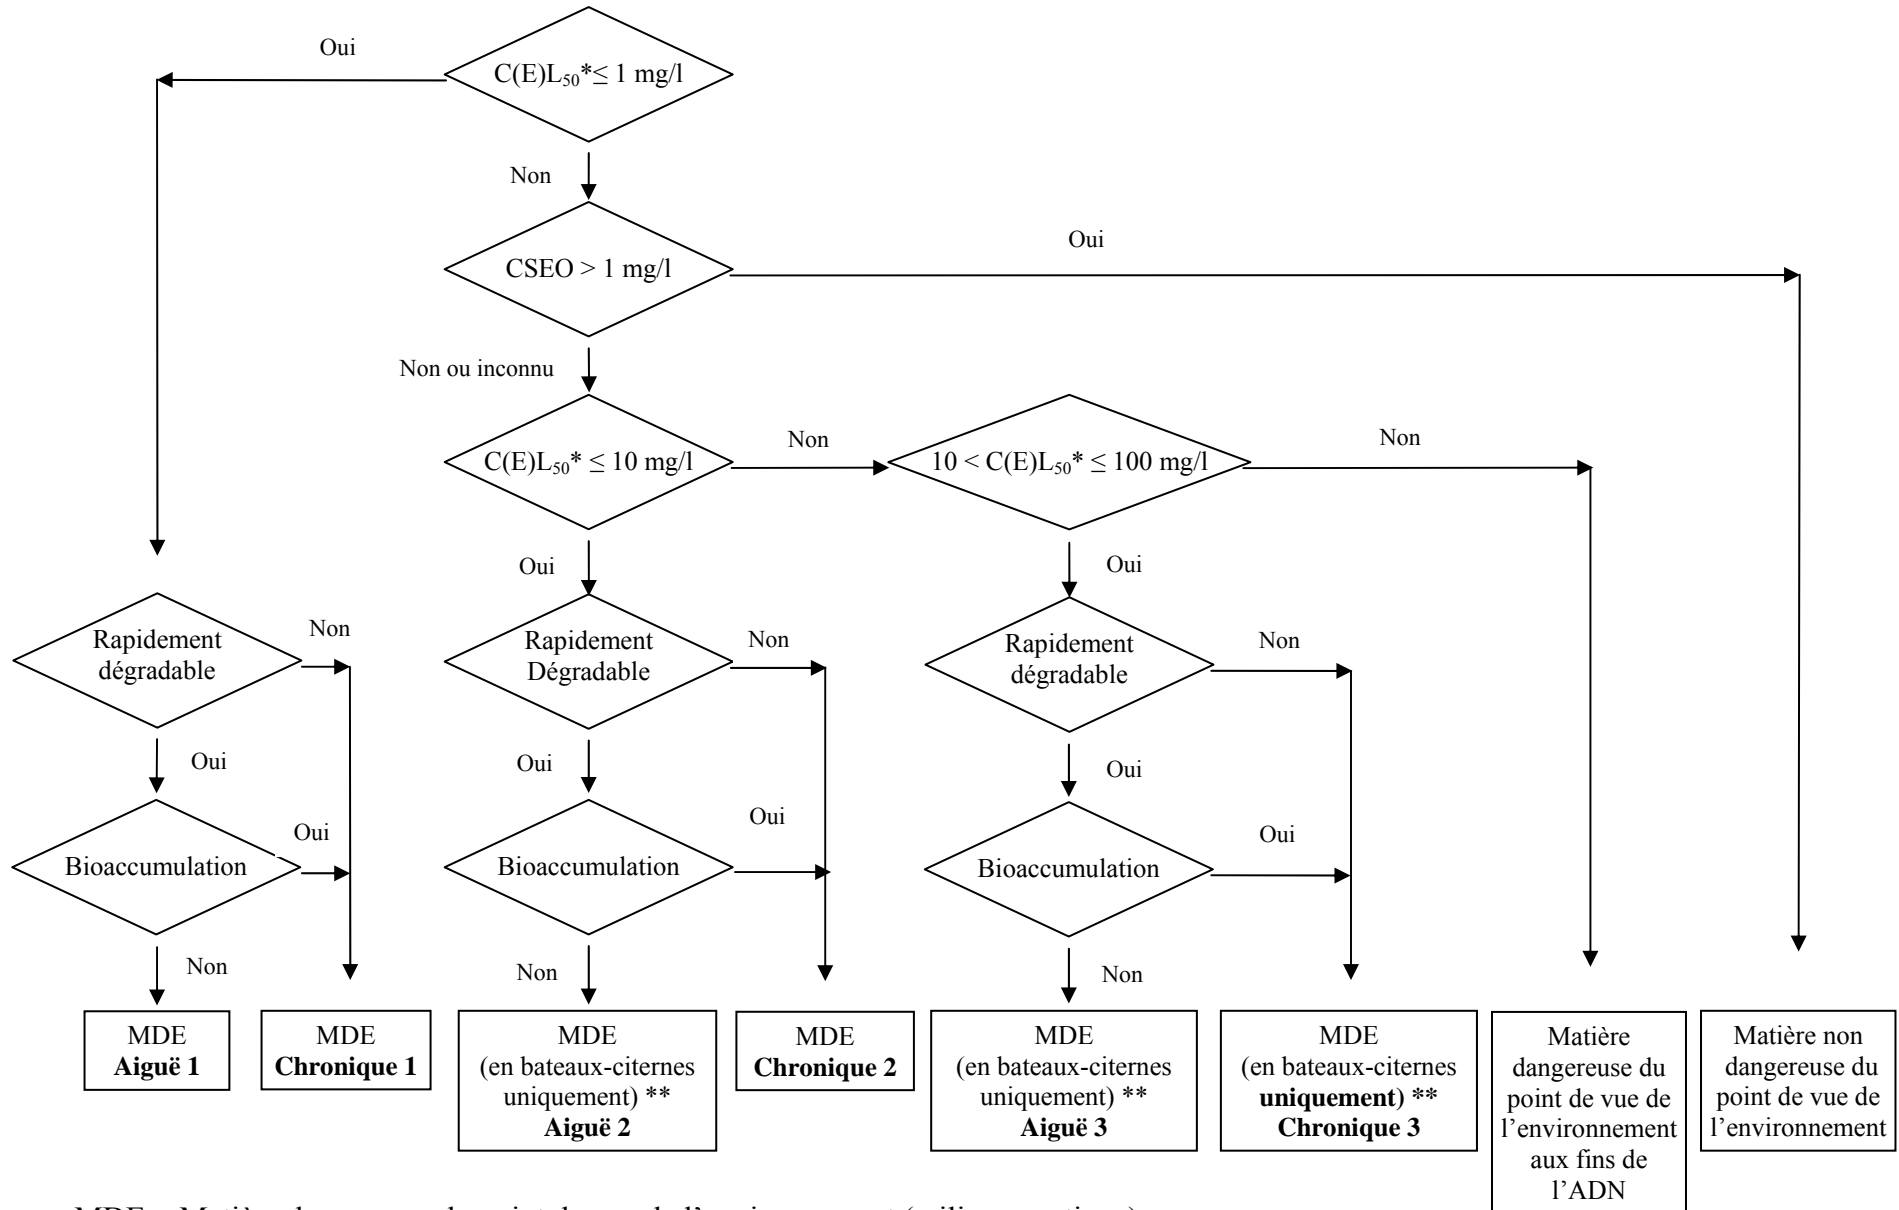 Oui
C(E)L₅₀*≤ 1 mg/l
Non
Oui
CSEO > 1 mg/l
Non ou inconnu
C(E)L₅₀* ≤ 10 mg/l
Non
10 < C(E)L₅₀* ≤ 100 mg/l
Non
Oui
Oui
Rapidement
dégradable
Non
Rapidement
Dégradable
Non
Rapidement
dégradable
Non
Oui
Oui
Oui
Bioaccumulation
Oui
Bioaccumulation
Oui
Bioaccumulation
Oui
Non
Non
Non
MDE
Aiguë 1
MDE
Chronique 1
MDE
(en bateaux-citernes
uniquement) **
Aiguë 2
MDE
Chronique 2
MDE
(en bateaux-citernes
uniquement) **
Aiguë 3
MDE
(en bateaux-citernes
uniquement) **
Chronique 3
Matière
dangereuse du
point de vue de
l’environnement
aux fins de
l’ADN
Matière non
dangereuse du
point de vue de
l’environnement